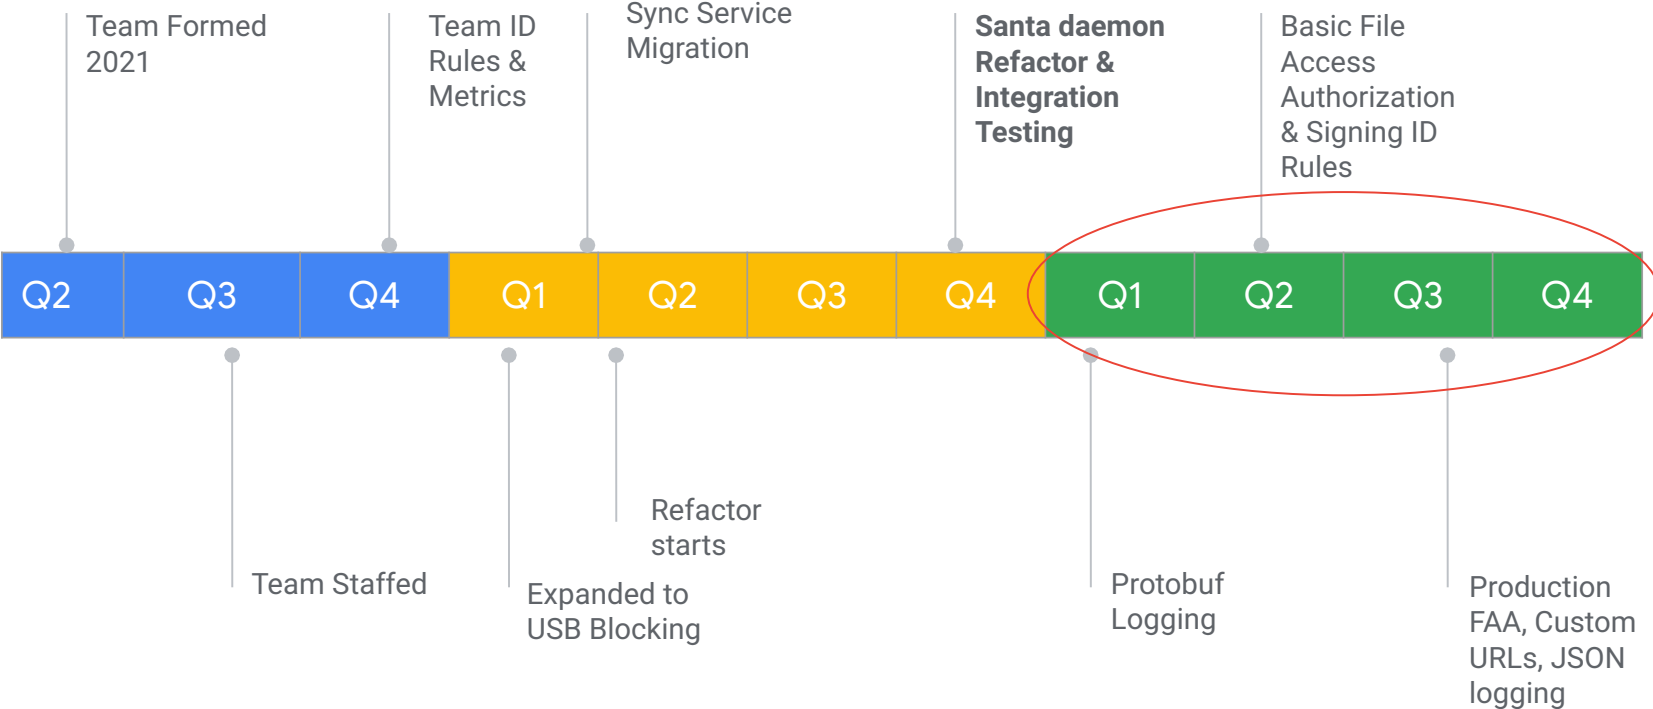 Team Formed
2021
Team ID
Rules &
Metrics
Sync Service
Migration
Santa daemon
Refactor &
Integration
Testing
Basic File
Access
Authorization
& Signing ID
Rules
Q2
Q3
Q4
Q1
Q2
Q3
Q4
Q1
Q2
Q3
Q4
Team Staffed
Expanded to
USB Blocking
Refactor
starts
Protobuf
Logging
Production
FAA, Custom
URLs, JSON
logging